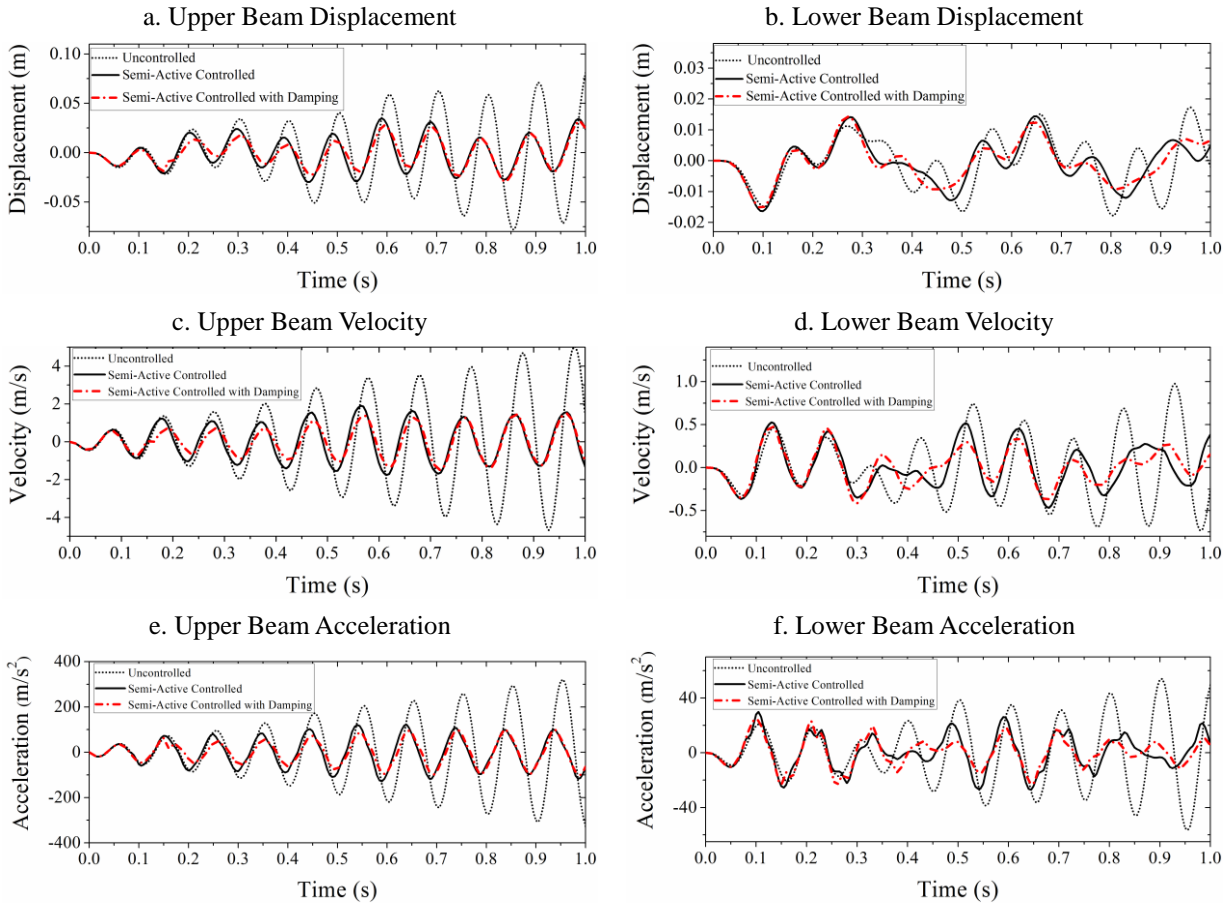 a. Upper Beam Displacement
Displacement (m)
0.10
0.05
0.00
-0.05
Uncontrolled
Semi-Active Controlled
Semi-Active Controlled with Damping
0.0 0.1 0.2 0.3 0.4 0.5 0.6 0.7 0.8 0.9 1.0
Time (s)
b. Lower Beam Displacement
Displacement (m)
0.03
0.02
0.01
0.00
-0.01
-0.02
Uncontrolled
Semi-Active Controlled
Semi-Active Controlled with Damping
0.0 0.1 0.2 0.3 0.4 0.5 0.6 0.7 0.8 0.9 1.0
Time (s)
c. Upper Beam Velocity
Velocity (m/s)
4
2
0
-2
-4
Uncontrolled
Semi-Active Controlled
Semi-Active Controlled with Damping
0.0 0.1 0.2 0.3 0.4 0.5 0.6 0.7 0.8 0.9 1.0
Time (s)
d. Lower Beam Velocity
Velocity (m/s)
1.0
0.5
0.0
-0.5
Uncontrolled
Semi-Active Controlled
Semi-Active Controlled with Damping
0.0 0.1 0.2 0.3 0.4 0.5 0.6 0.7 0.8 0.9 1.0
Time (s)
e. Upper Beam Acceleration
Acceleration (m/s²)
400
200
0
-200
-400
Uncontrolled
Semi-Active Controlled
Semi-Active Controlled with Damping
0.0 0.1 0.2 0.3 0.4 0.5 0.6 0.7 0.8 0.9 1.0
Time (s)
f. Lower Beam Acceleration
Acceleration (m/s²)
40
0
-40
Uncontrolled
Semi-Active Controlled
Semi-Active Controlled with Damping
0.0 0.1 0.2 0.3 0.4 0.5 0.6 0.7 0.8 0.9 1.0
Time (s)